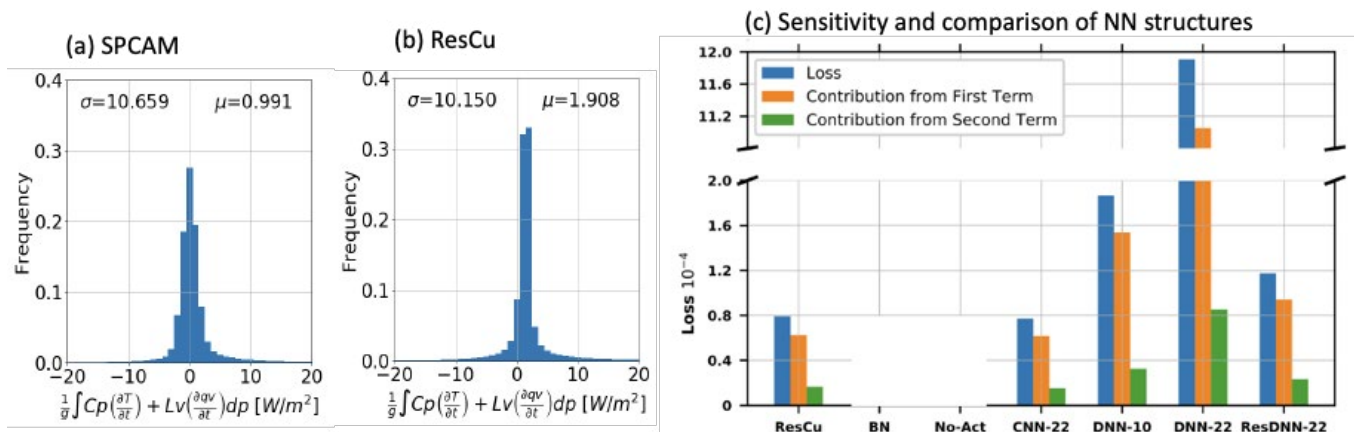 (a) SPCAM
(b) ResCu
(c) Sensitivity and comparison of NN structures
0.4
0.3
0.2
0.1
0.0
Frequency
σ=10.659
μ=0.991
−20
−10
0
10
20
1/g ∫Cp(∂T/∂t) + Lv(∂qv/∂t)dp [W/m²]
0.4
0.3
0.2
0.1
0.0
Frequency
σ=10.150
μ=1.908
−20
−10
0
10
20
1/g ∫Cp(∂T/∂t) + Lv(∂qv/∂t)dp [W/m²]
12.0
11.6
11.2
2.0
1.6
1.2
0.8
0.4
0
Loss 10⁻⁴
Loss
Contribution from First Term
Contribution from Second Term
ResCu
BN
No-Act
CNN-22
DNN-10
DNN-22
ResDNN-22